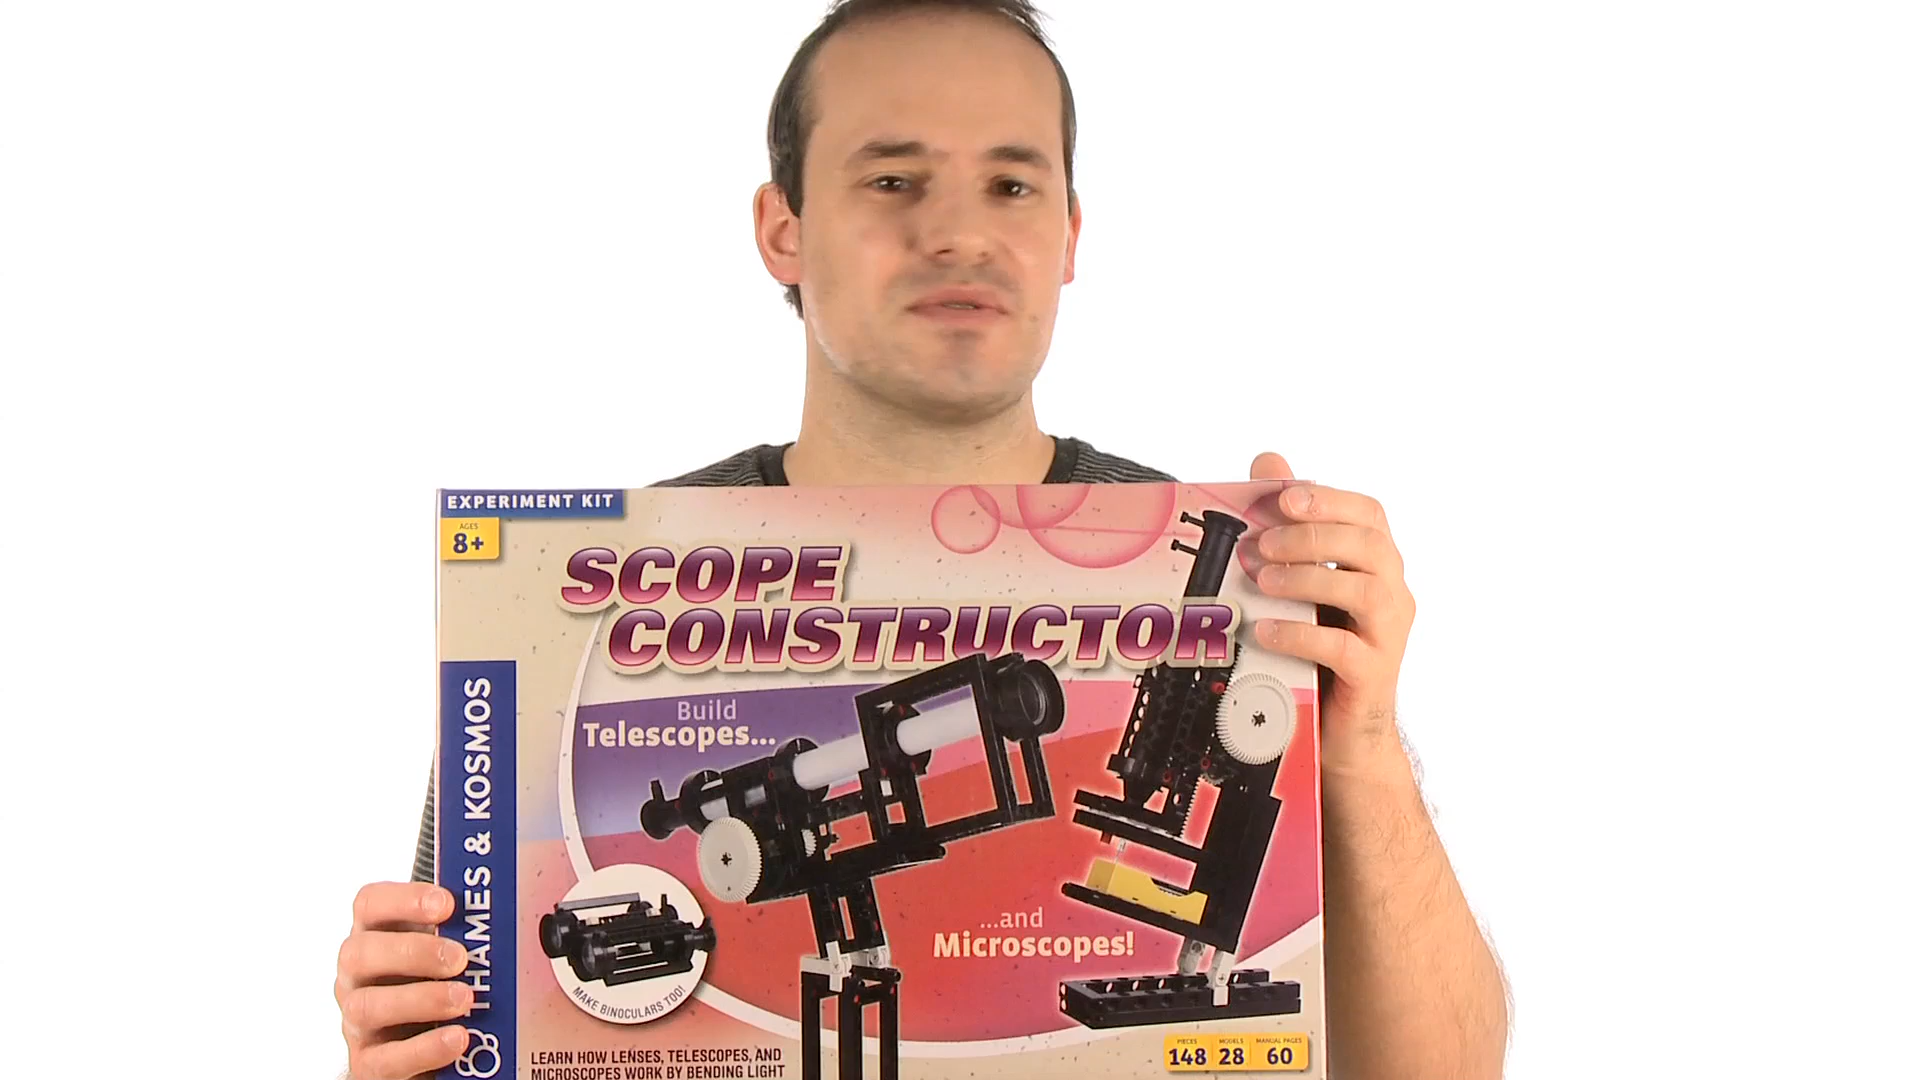 EXPERIMENT KIT
AGES
8+
SCOPE
CONSTRUCTOR
THAMES & KOSMOS
Build
Telescopes...
...and
Microscopes!
MAKE BINOCULARS TOO!
LEARN HOW LENSES, TELESCOPES, AND
MICROSCOPES WORK BY BENDING LIGHT
PIECES MODELS MANUAL PAGES
148 28 60